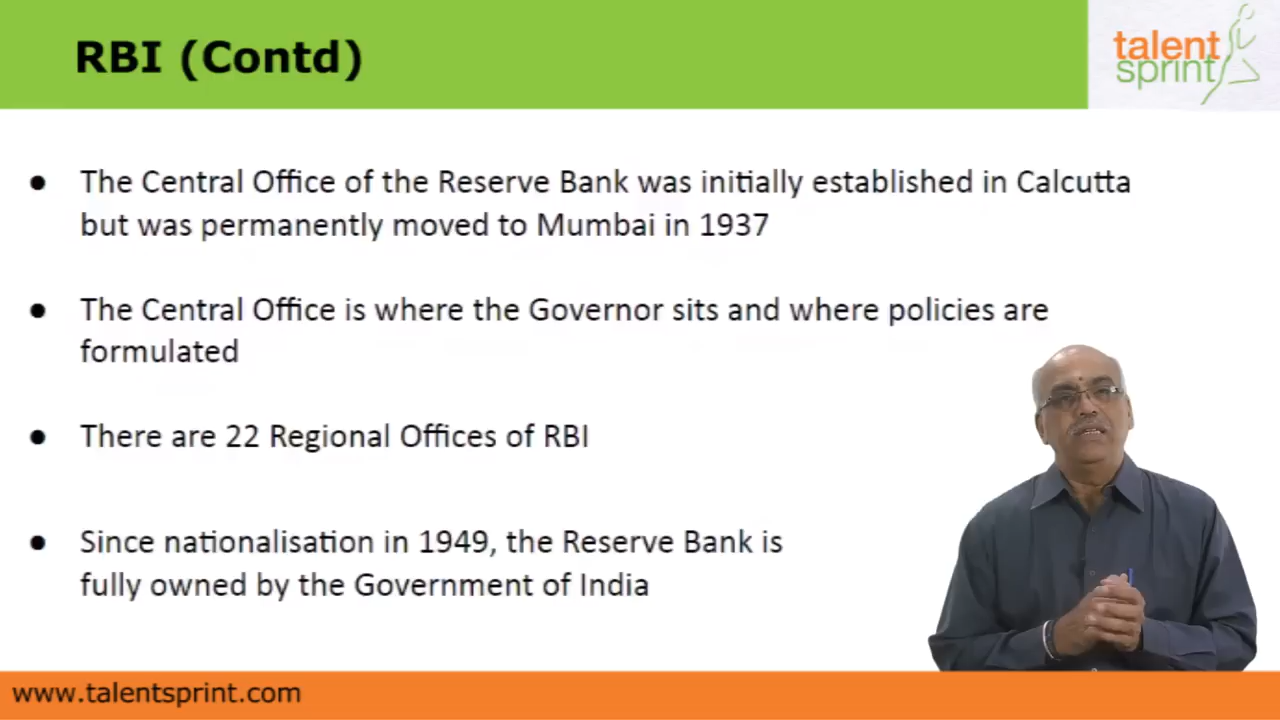 RBI (Contd)
talent
sprint
● The Central Office of the Reserve Bank was initially established in Calcutta
but was permanently moved to Mumbai in 1937
● The Central Office is where the Governor sits and where policies are
formulated
● There are 22 Regional Offices of RBI
● Since nationalisation in 1949, the Reserve Bank is
fully owned by the Government of India
www.talentsprint.com